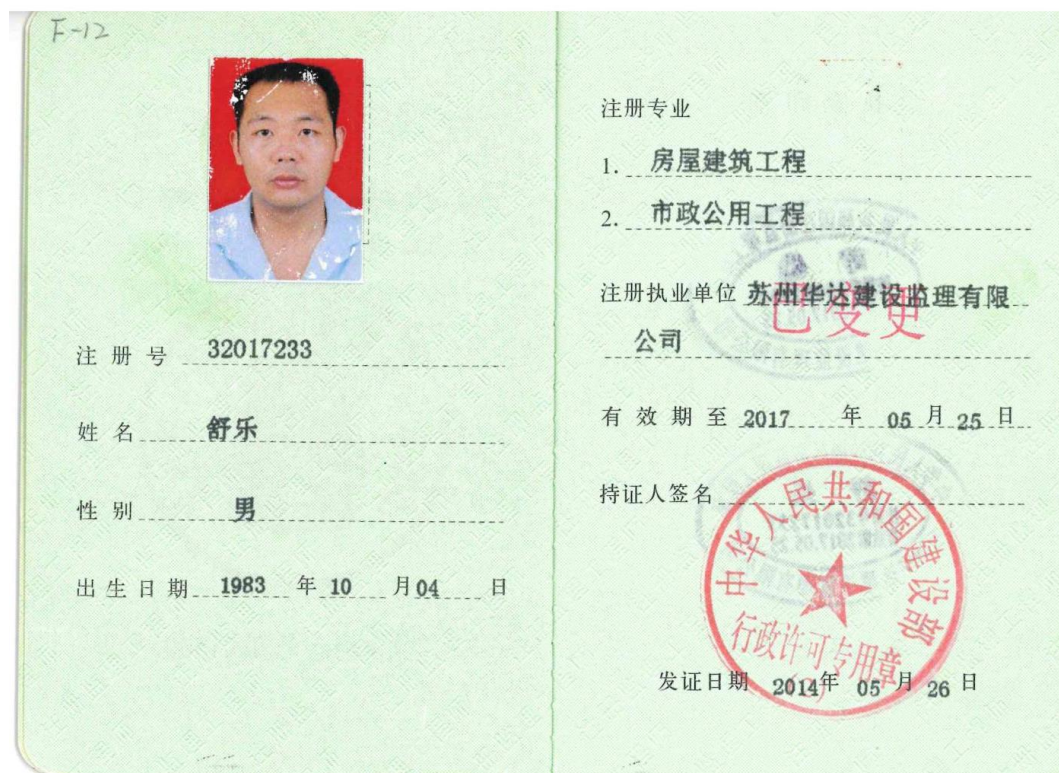 F-12
注册号 32017233
姓名 舒乐
性别 男
出生日期 1983 年 10 月 04 日
注册专业
1. 房屋建筑工程
2. 市政公用工程
注册执业单位 苏州华达建设监理有限
公司
已变更
有效期至 2017 年 05 月 25 日
持证人签名
中华人民共和国建设部
行政许可专用章
(2)
发证日期 2014年 05 月 26 日